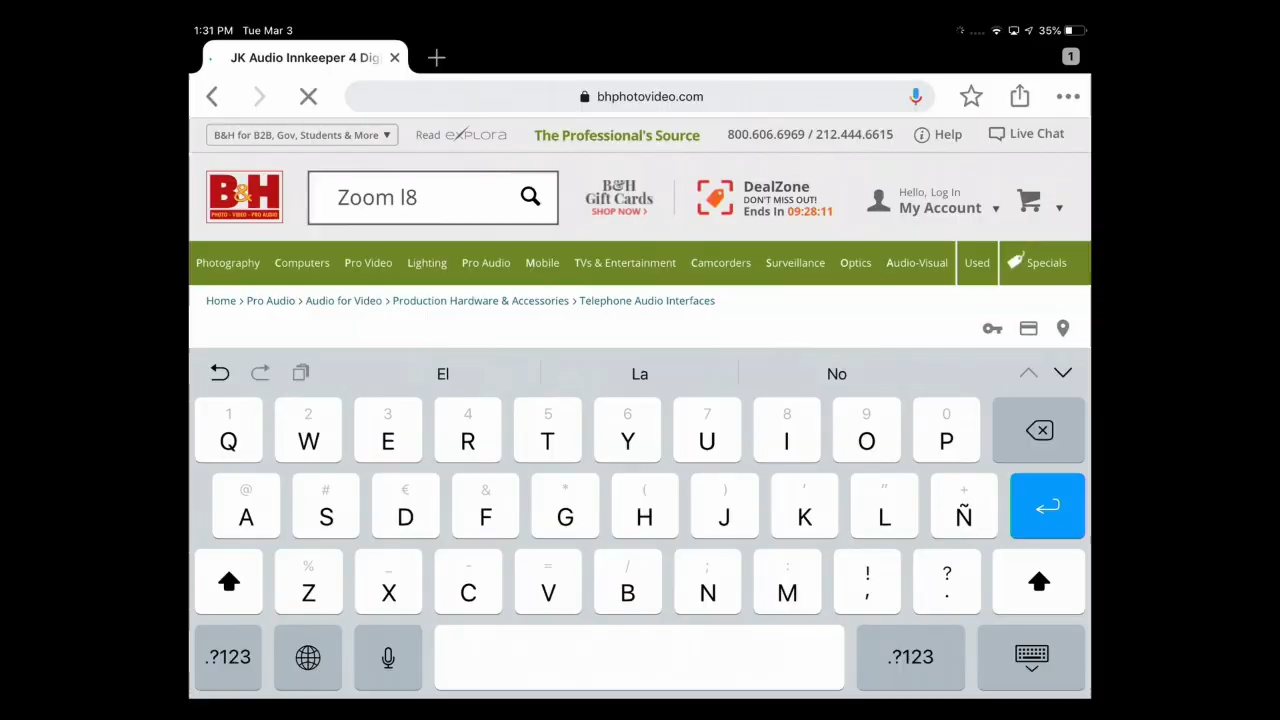 1:31 PM Tue Mar 3 35%
JK Audio Innkeeper 4 Dig 1
bhphotovideo.com
B&H for B2B, Gov, Students & More ▼ Read eXPLORA The Professional's Source 800.606.6969 / 212.444.6615 Help Live Chat
B&H
PHOTO - VIDEO - PRO AUDIO
Zoom l8
B&H
Gift Cards
SHOP NOW >
DealZone
DON'T MISS OUT!
Ends In 09:28:11
Hello, Log In
My Account ▼
Photography Computers Pro Video Lighting Pro Audio Mobile TVs & Entertainment Camcorders Surveillance Optics Audio-Visual Used Specials
Home > Pro Audio > Audio for Video > Production Hardware & Accessories > Telephone Audio Interfaces
El La No
1 2 3 4 5 6 7 8 9 0
Q W E R T Y U I O P
@ # € & * ( ) ' " +
A S D F G H J K L Ñ
% _ - = / ; : ! ?
Z X C V B N M , .
.?123 .?123